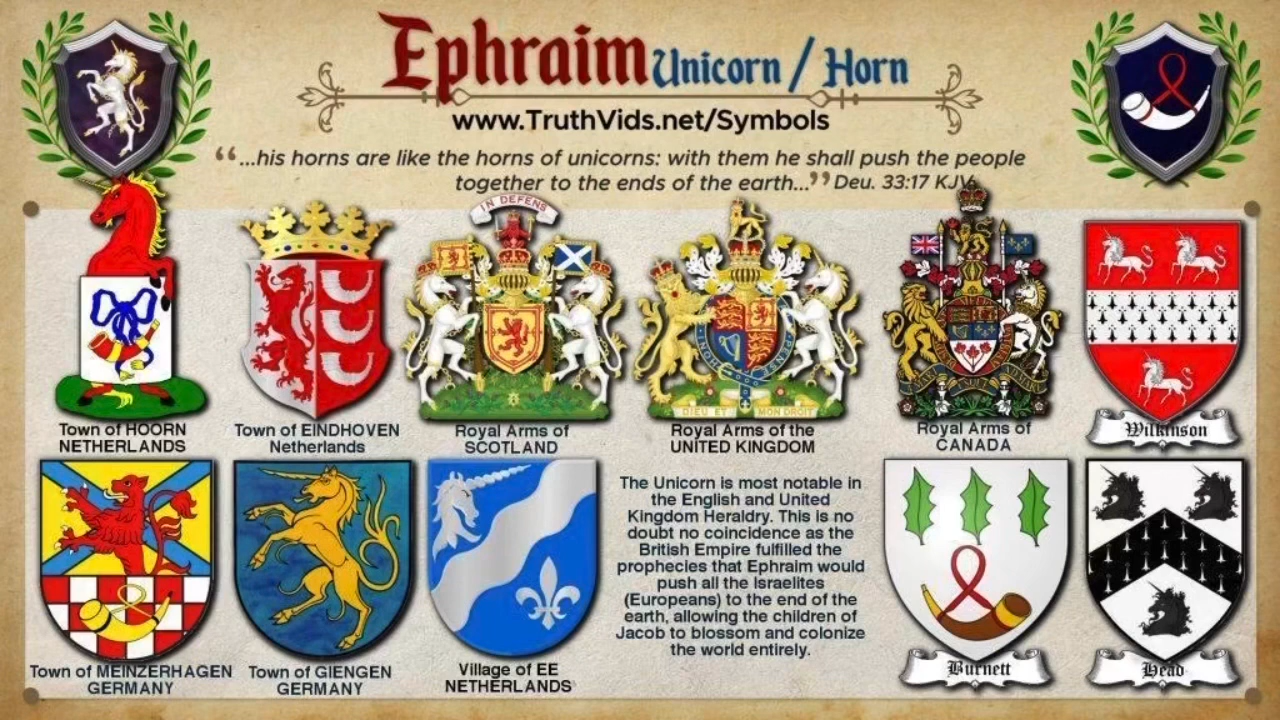 Ephraim Unicorn / Horn
www.TruthVids.net/Symbols
“...his horns are like the horns of unicorns: with them he shall push the people
together to the ends of the earth...” Deu. 33:17 KJV
IN DEFENS
DIEU ET MON DROIT
Town of HOORN
NETHERLANDS
Town of EINDHOVEN
Netherlands
Royal Arms of
SCOTLAND
Royal Arms of the
UNITED KINGDOM
Royal Arms of
CANADA
Wilkinson
The Unicorn is most notable in
the English and United
Kingdom Heraldry. This is no
doubt no coincidence as the
British Empire fulfilled the
prophecies that Ephraim would
push all the Israelites
(Europeans) to the end of the
earth, allowing the children of
Jacob to blossom and colonize
the world entirely.
Town of MEINZERHAGEN
GERMANY
Town of GIENGEN
GERMANY
Village of EE
NETHERLANDS
Burnett
Head